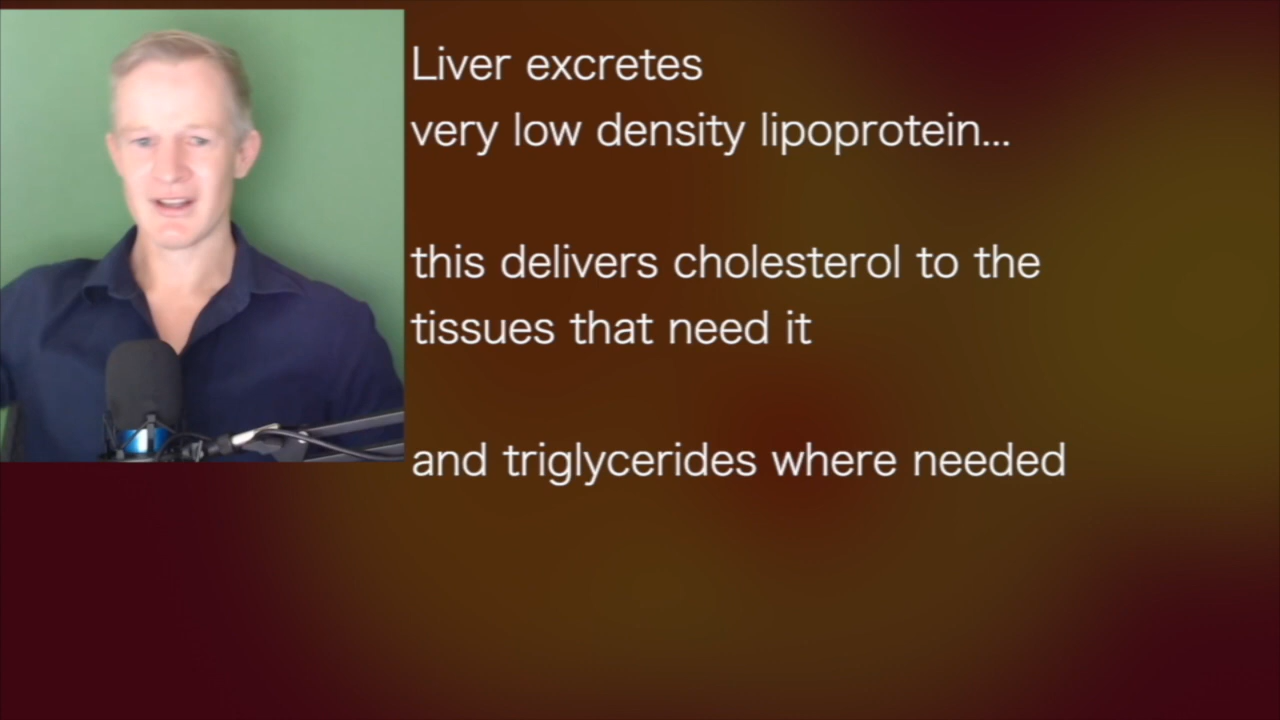 Liver excretes
very low density lipoprotein...
this delivers cholesterol to the
tissues that need it
and triglycerides where needed